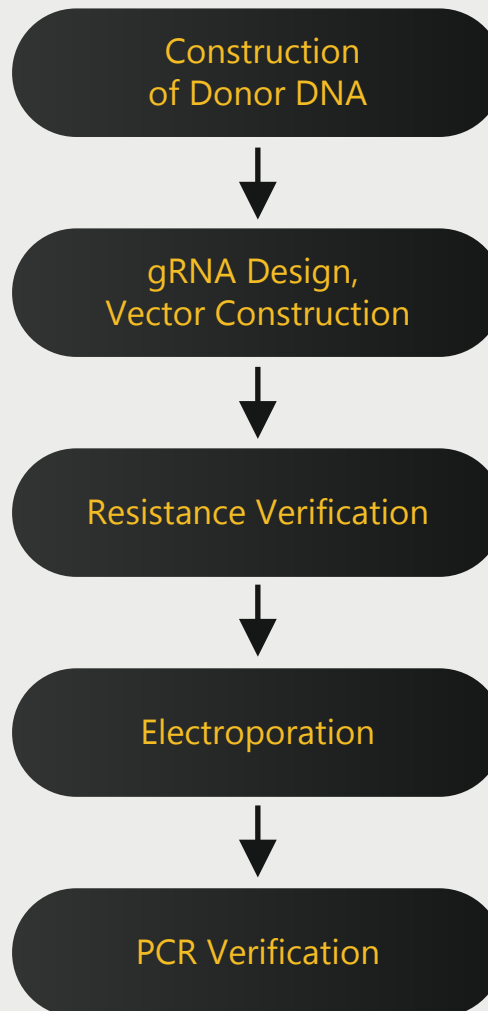 Construction
of Donor DNA
gRNA Design,
Vector Construction
Resistance Verification
Electroporation
PCR Verification